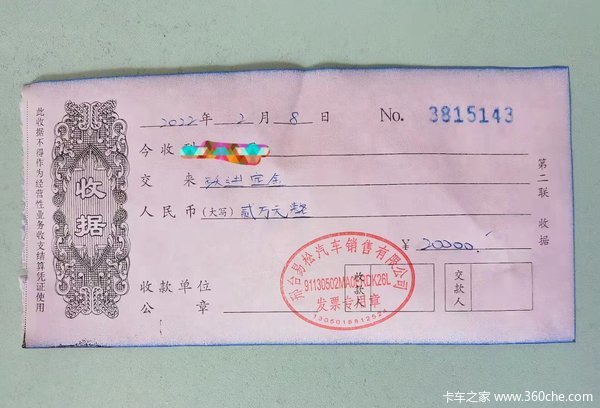 此收据不得作为经营性业务收支结算凭证使用
收据
2022年 2月 8日 No. 3815143
今收到
交来 跃进定金
人民币(大写) 贰万元整
¥ 20000.
收款单位
公章
收款人
交款人
第二联 收据
邢台易松汽车销售有限公司
发票专用章
卡车之家 www.360che.com